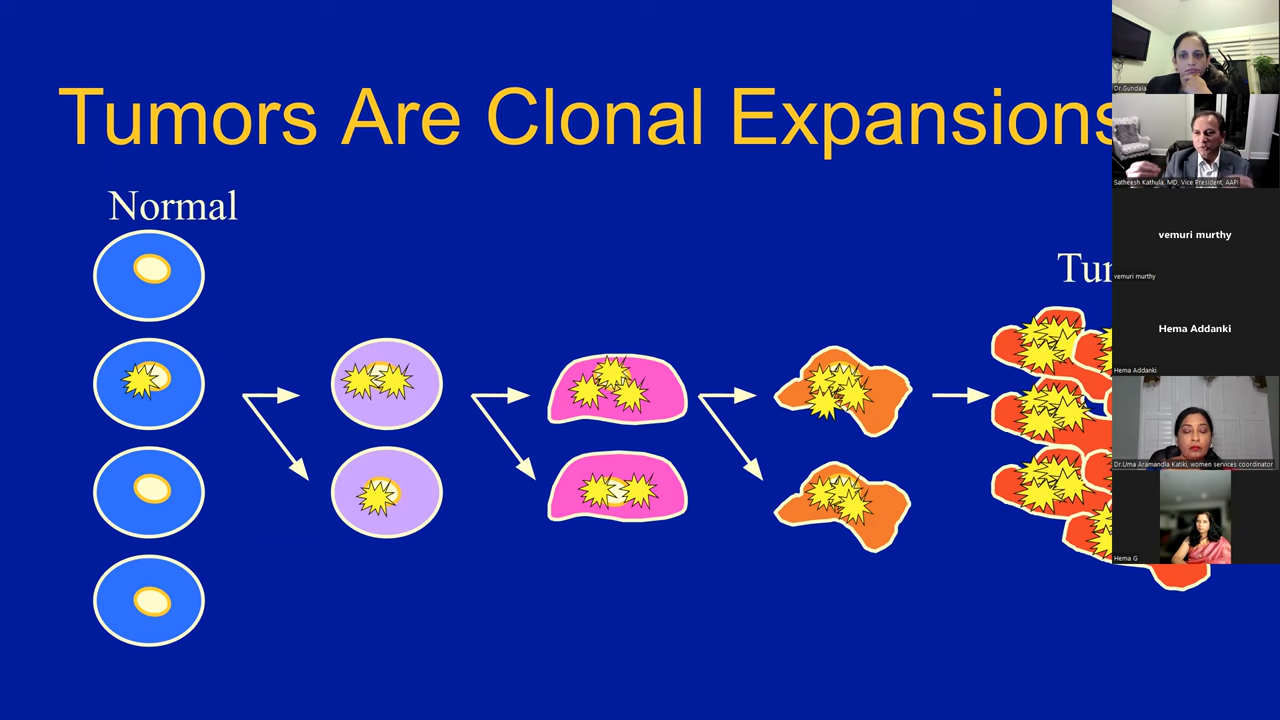 Tumors Are Clonal Expansions
Normal
Tur
Dr.Gundala
Satheesh Kathula, MD, Vice President, AAPI
vemuri murthy
vemuri murthy
Hema Addanki
Hema Addanki
Dr.Uma Aramandla Katiki, women services coordinator
Hema G